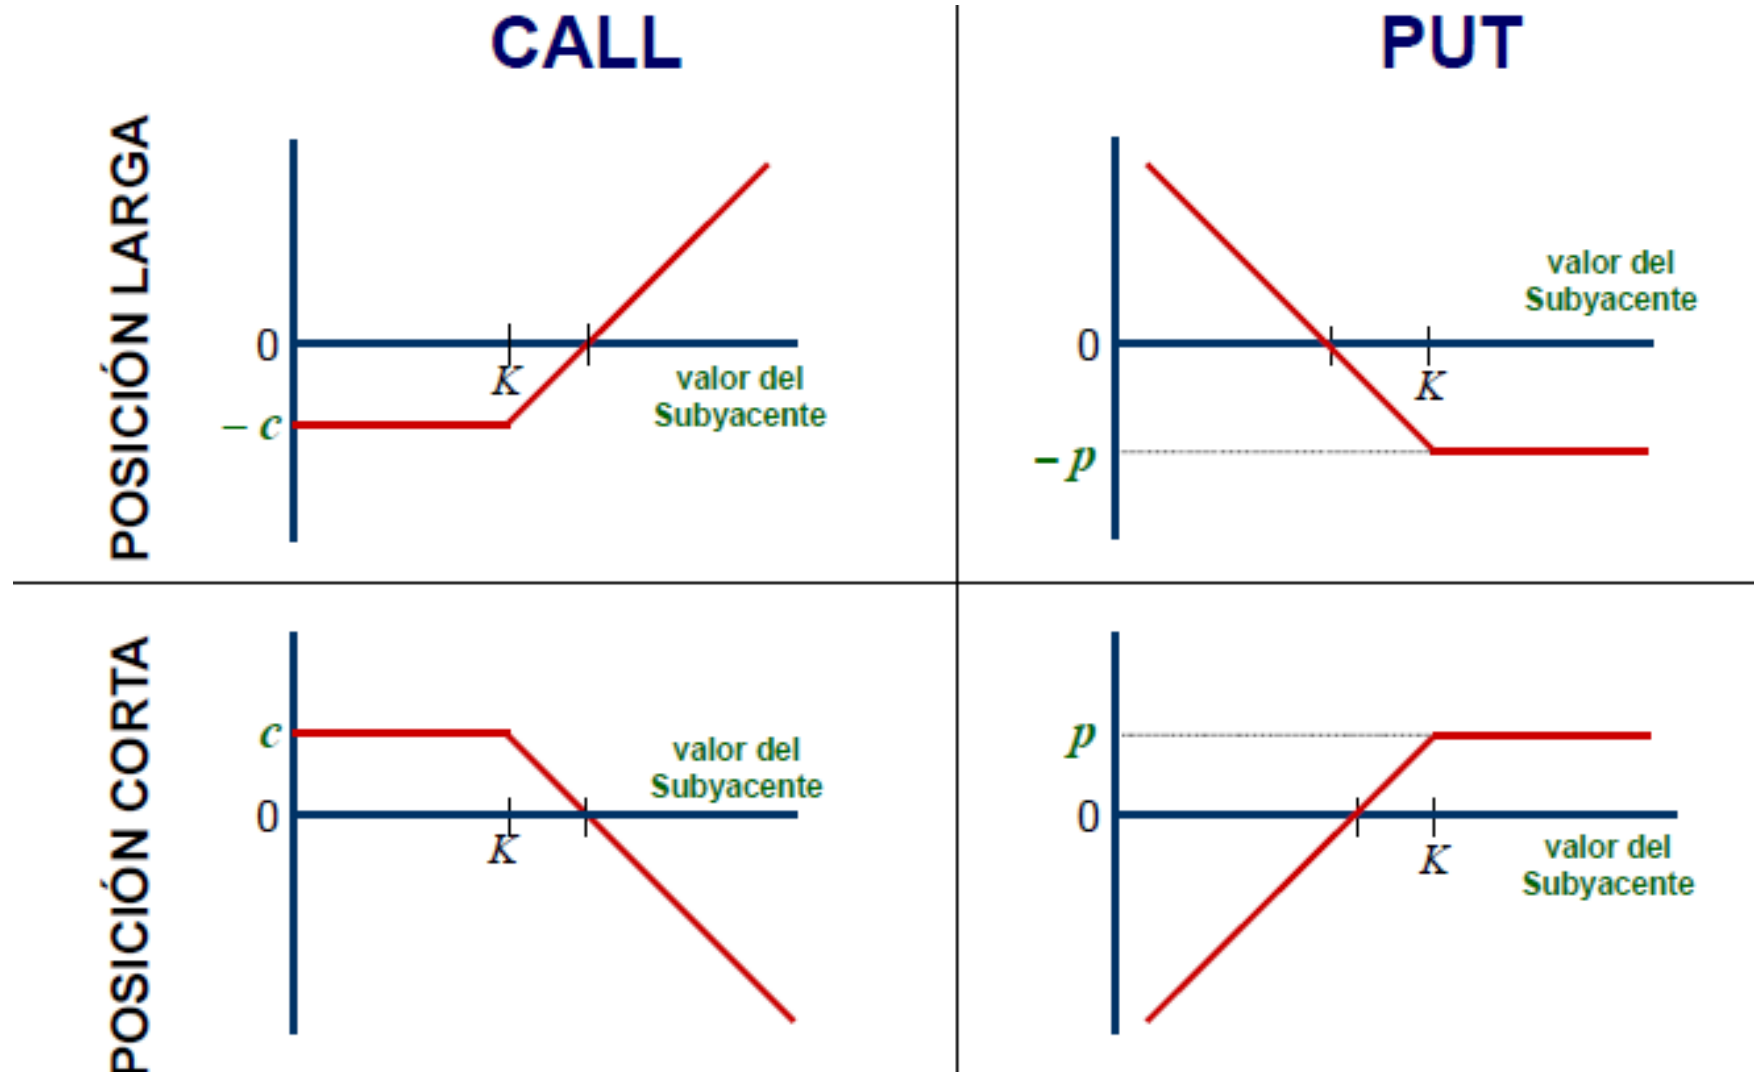 CALL
PUT
POSICIÓN LARGA
0
K
– c
valor del
Subyacente
valor del
Subyacente
0
K
– p
POSICIÓN CORTA
c
0
K
valor del
Subyacente
p
0
K
valor del
Subyacente